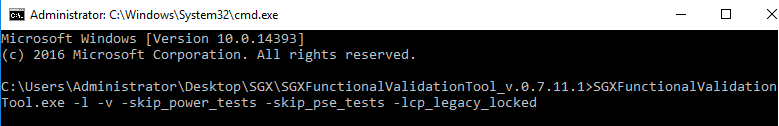 Administrator: C:\Windows\System32\cmd.exe
Microsoft Windows [Version 10.0.14393]
(c) 2016 Microsoft Corporation. All rights reserved.
C:\Users\Administrator\Desktop\SGX\SGXFunctionalValidationTool_v.0.7.11.1>SGXFunctionalValidation
Tool.exe -l -v -skip_power_tests -skip_pse_tests -lcp_legacy_locked